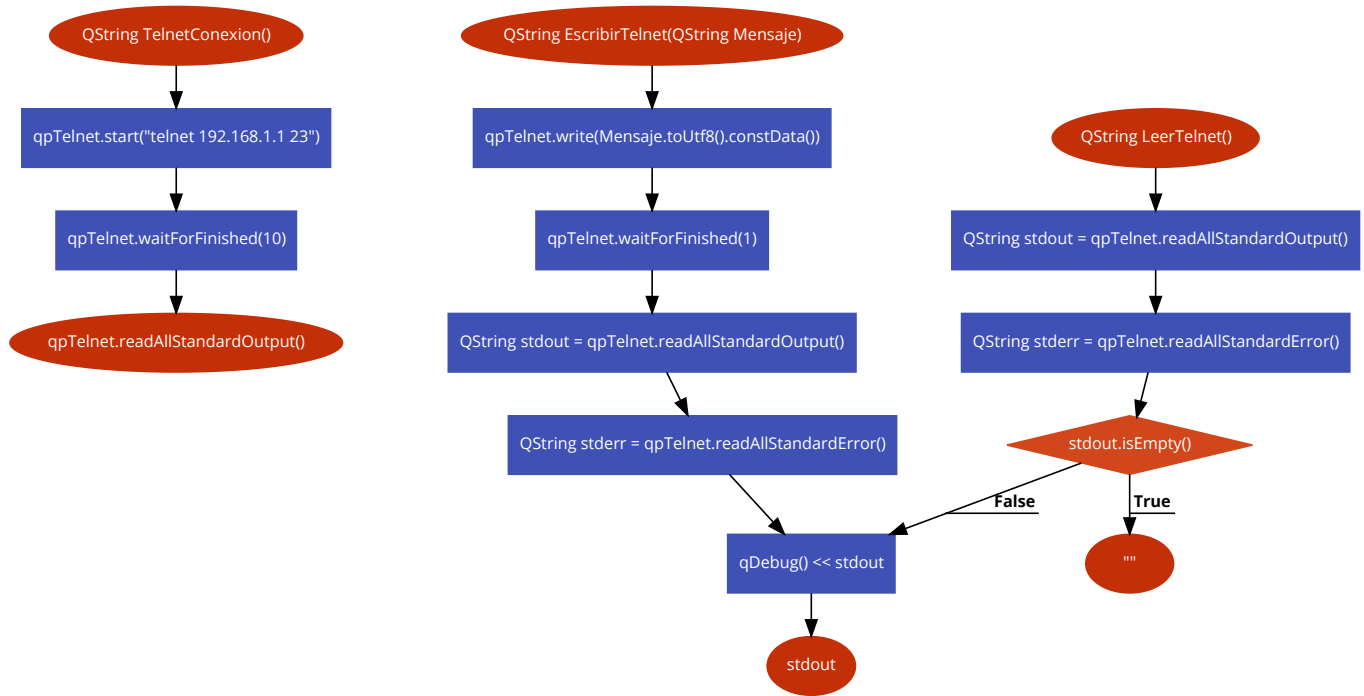 QString TelnetConexion()
qpTelnet.start("telnet 192.168.1.1 23")
qpTelnet.waitForFinished(10)
qpTelnet.readAllStandardOutput()
QString EscribirTelnet(QString Mensaje)
qpTelnet.write(Mensaje.toUtf8().constData())
qpTelnet.waitForFinished(1)
QString stdout = qpTelnet.readAllStandardOutput()
QString stderr = qpTelnet.readAllStandardError()
QString LeerTelnet()
QString stdout = qpTelnet.readAllStandardOutput()
QString stderr = qpTelnet.readAllStandardError()
stdout.isEmpty()
False
True
qDebug() << stdout
""
stdout